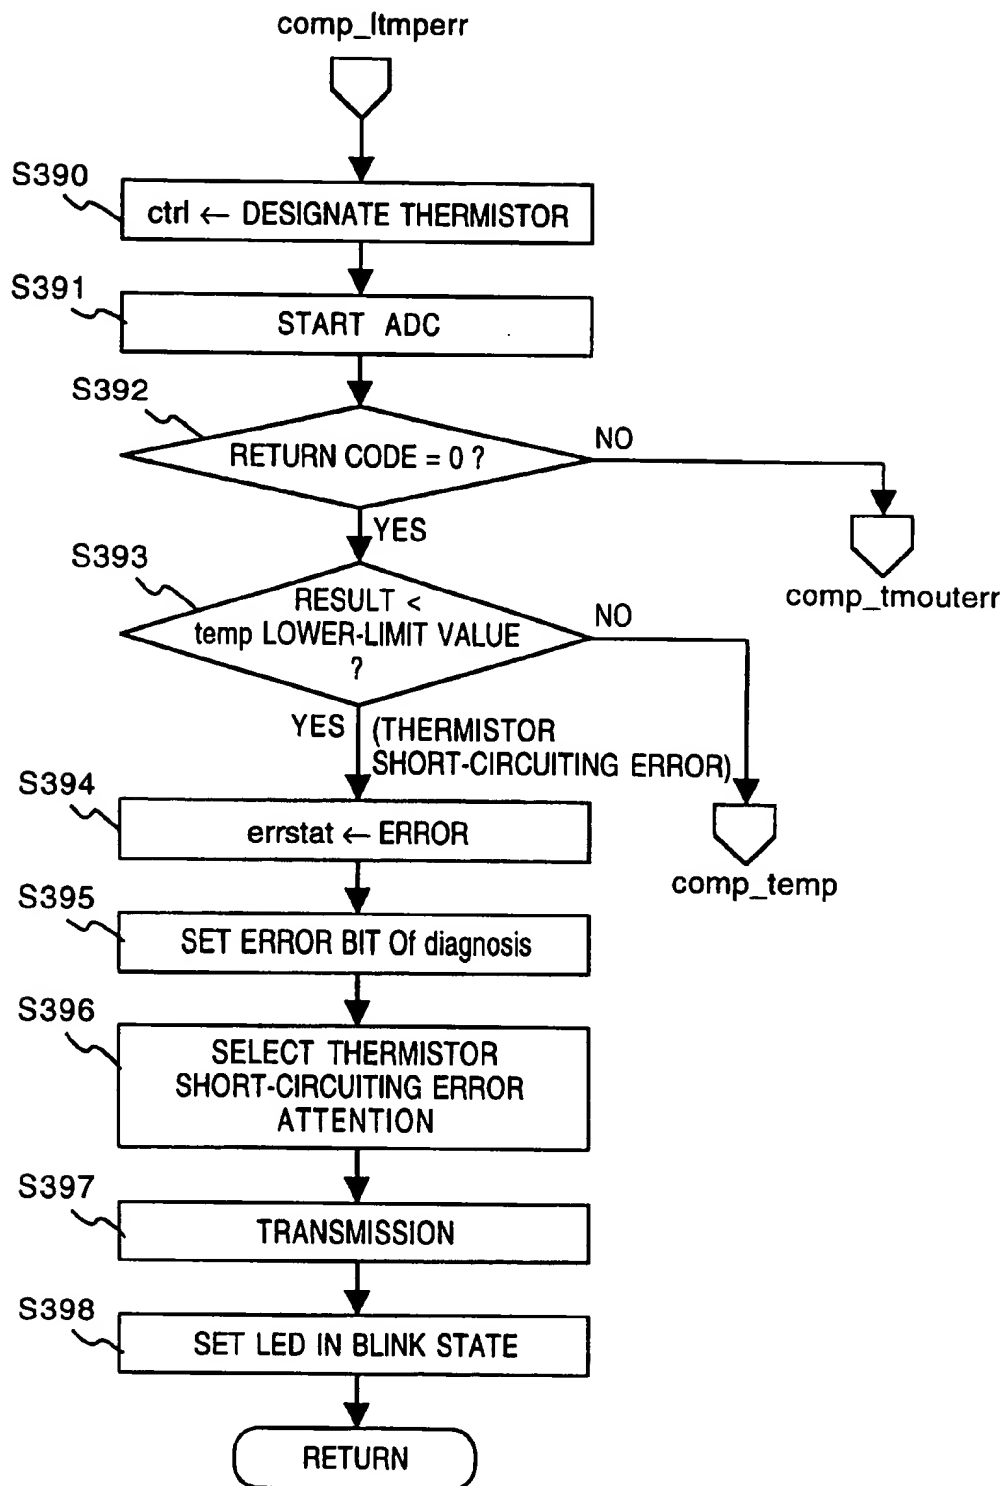 comp_ltmperr
S390
ctrl ← DESIGNATE THERMISTOR
S391
START ADC
S392
RETURN CODE = 0 ?
NO
YES
comp_tmouterr
S393
RESULT <
temp LOWER-LIMIT VALUE
?
NO
YES
(THERMISTOR
SHORT-CIRCUITING ERROR)
comp_temp
S394
errstat ← ERROR
S395
SET ERROR BIT Of diagnosis
S396
SELECT THERMISTOR
SHORT-CIRCUITING ERROR
ATTENTION
S397
TRANSMISSION
S398
SET LED IN BLINK STATE
RETURN